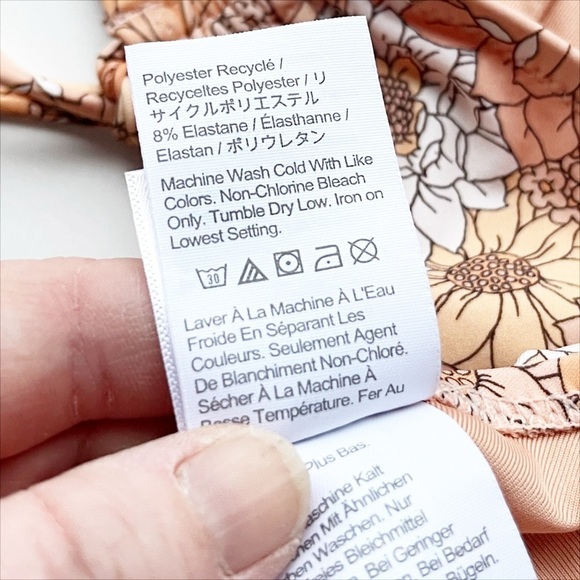 Polyester Recyclé /
Recyceltes Polyester / リ
サイクルポリエステル
8% Elastane / Élasthanne /
Elastan / ポリウレタン
Machine Wash Cold With Like
Colors. Non-Chlorine Bleach
Only. Tumble Dry Low. Iron on
Lowest Setting.
30
Laver À La Machine À L'Eau
Froide En Séparant Les
Couleurs. Seulement Agent
De Blanchiment Non-Chloré.
Sécher À La Machine À
Basse Température. Fer Au
Plus Bas.
Kalt
Mit Ähnlichen
Waschen. Nur
Bleichmittel
Bei Geringer
Bei Bedarf
Bügeln.